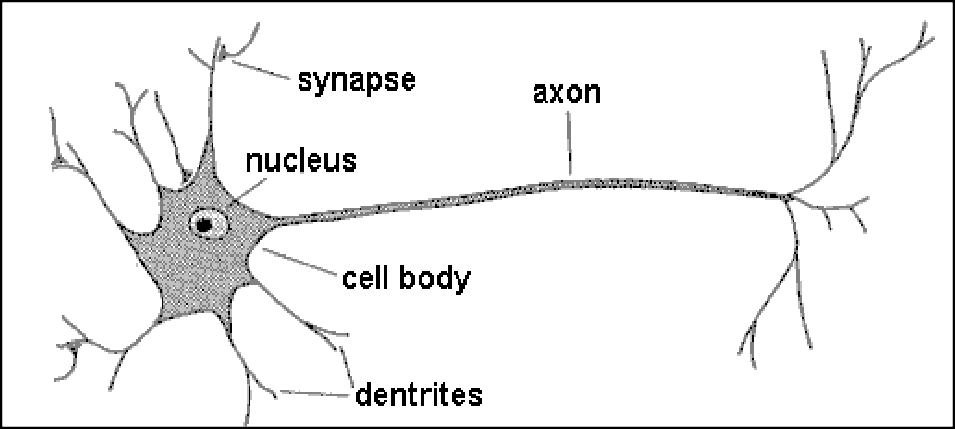 synapse
axon
nucleus
cell body
dentrites